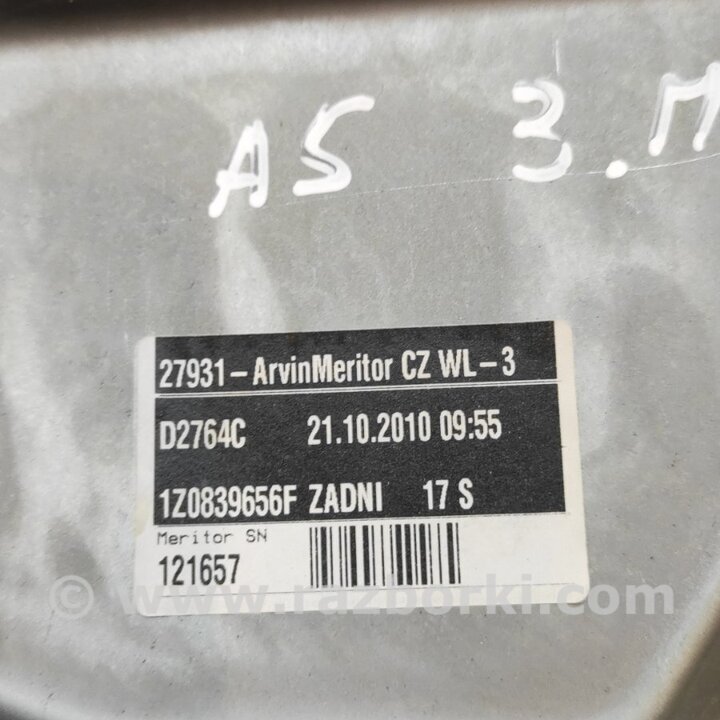 A5 3.П
27931-ArvinMeritor CZ WL-3
D2764C 21.10.2010 09:55
1Z0839656F ZADNI 17 S
Meritor SN
121657
© www.razborki.com